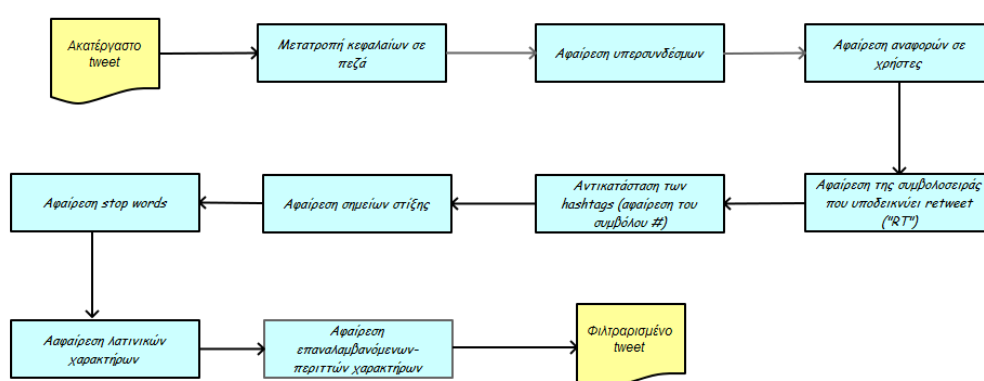 Ακατέργαστο
tweet
Μετατροπή κεφαλαίων σε
πεζά
Αφαίρεση υπερσυνδέσμων
Αφαίρεση αναφορών σε
χρήστες
Αφαίρεση της συμβολοσειράς
που υποδεικνύει retweet
("RT")
Αντικατάσταση των
hashtags (αφαίρεση του
συμβόλου #)
Αφαίρεση σημείων στίξης
Αφαίρεση stop words
Ααφαίρεση λατινικών
χαρακτήρων
Αφαίρεση
επαναλαμβανόμενων-
περιττών χαρακτήρων
Φιλτραρισμένο
tweet